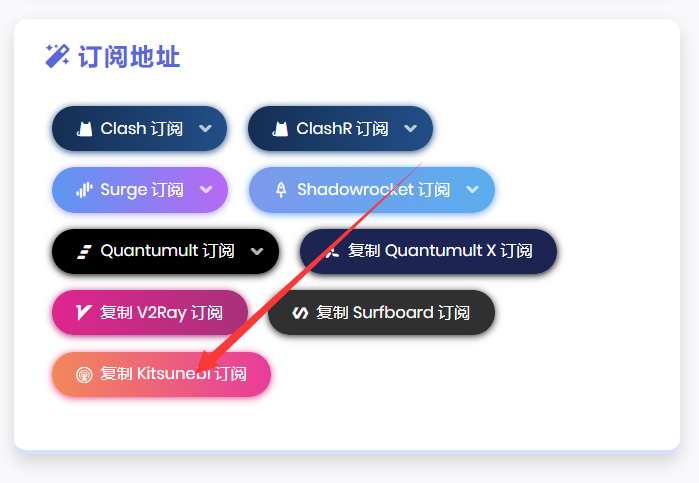 订阅地址
Clash 订阅
ClashR 订阅
Surge 订阅
Shadowrocket 订阅
Quantumult 订阅
复制 Quantumult X 订阅
复制 V2Ray 订阅
复制 Surfboard 订阅
复制 Kitsunebi 订阅